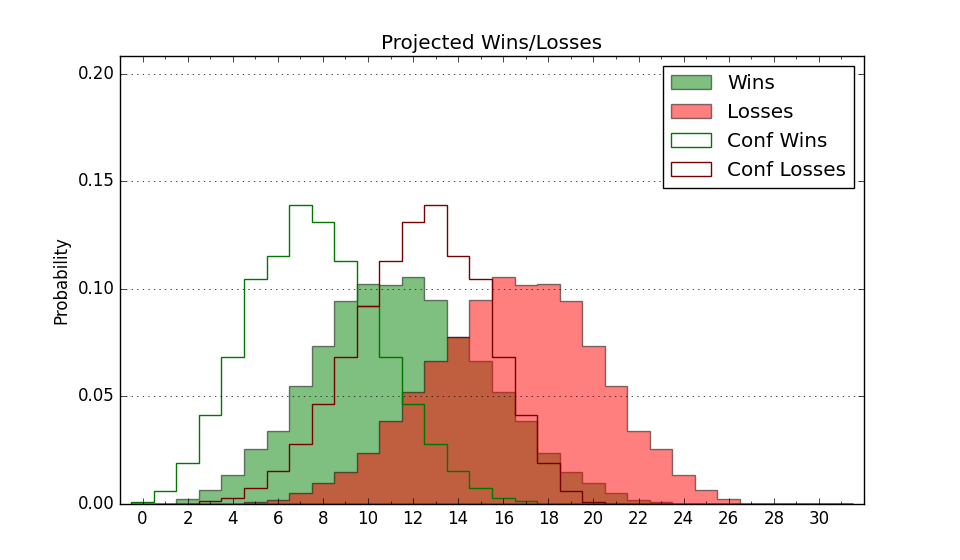 Projected Wins/Losses
0.20
0.15
0.10
0.05
0.00
Probability
Wins
Losses
Conf Wins
Conf Losses
0 2 4 6 8 10 12 14 16 18 20 22 24 26 28 30